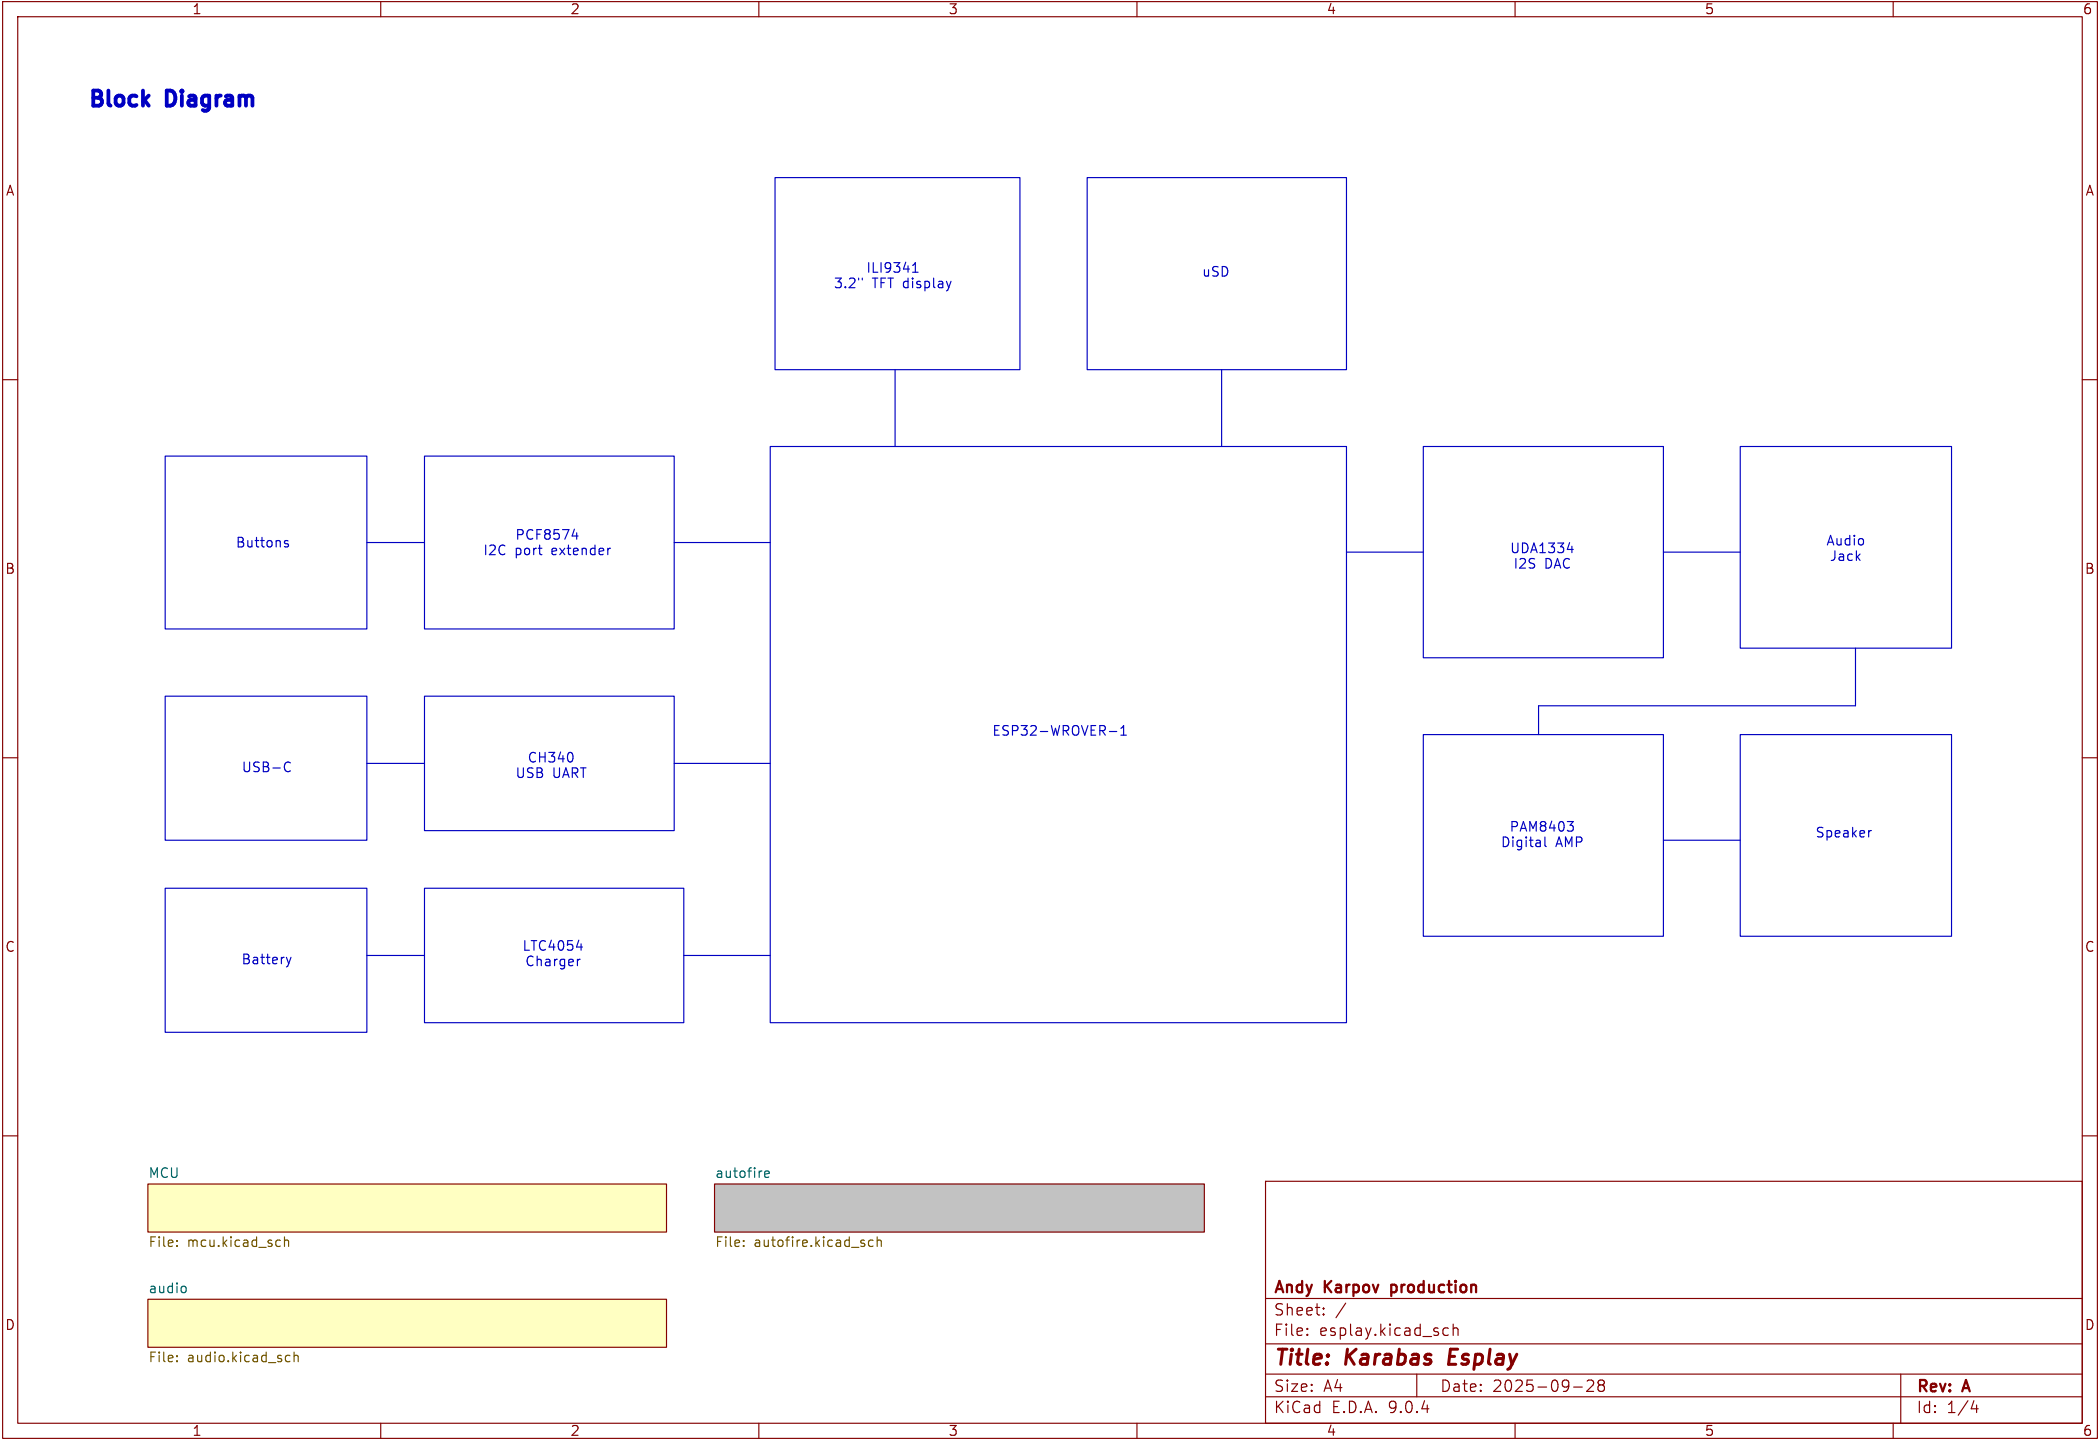 1 2 3 4 5 6
Block Diagram
A A
ILI9341
3.2" TFT display
uSD
Buttons
PCF8574
I2C port extender
UDA1334
I2S DAC
Audio
Jack
B B
ESP32-WROVER-1
USB-C
CH340
USB UART
PAM8403
Digital AMP
Speaker
Battery
LTC4054
Charger
C C
MCU
File: mcu.kicad_sch
autofire
File: autofire.kicad_sch
audio
File: audio.kicad_sch
D D
Andy Karpov production
Sheet: /
File: esplay.kicad_sch
Title: Karabas Esplay
Size: A4 Date: 2025-09-28 Rev: A
KiCad E.D.A. 9.0.4 Id: 1/4
1 2 3 4 5 6